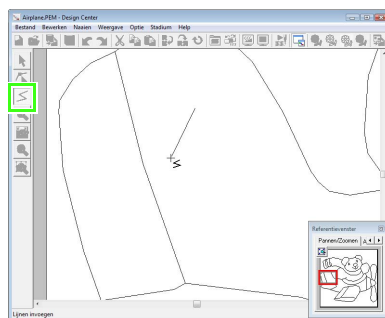 Airplane.PEM - Design Center
Bestand Bewerken Naaien Weergave Optie Stadium Help
Referentievenster
Pannen/Zoomen
Lijnen invoegen